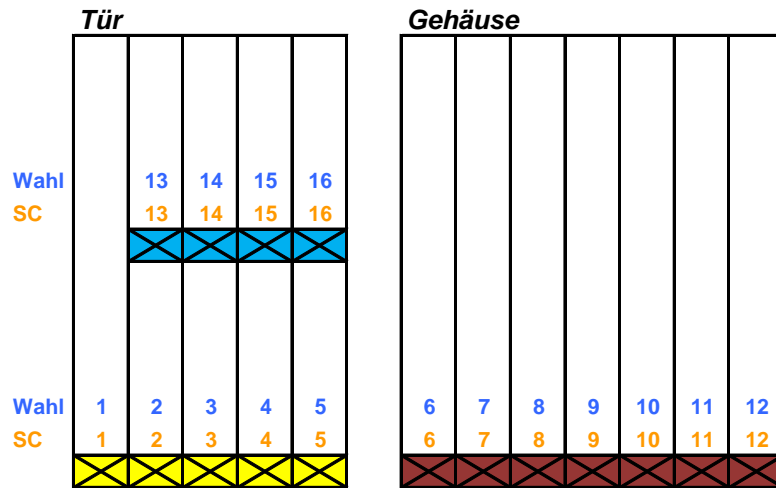 Tür Gehäuse
Wahl 13 14 15 16
SC 13 14 15 16
Wahl 1 2 3 4 5 6 7 8 9 10 11 12
SC 1 2 3 4 5 6 7 8 9 10 11 12